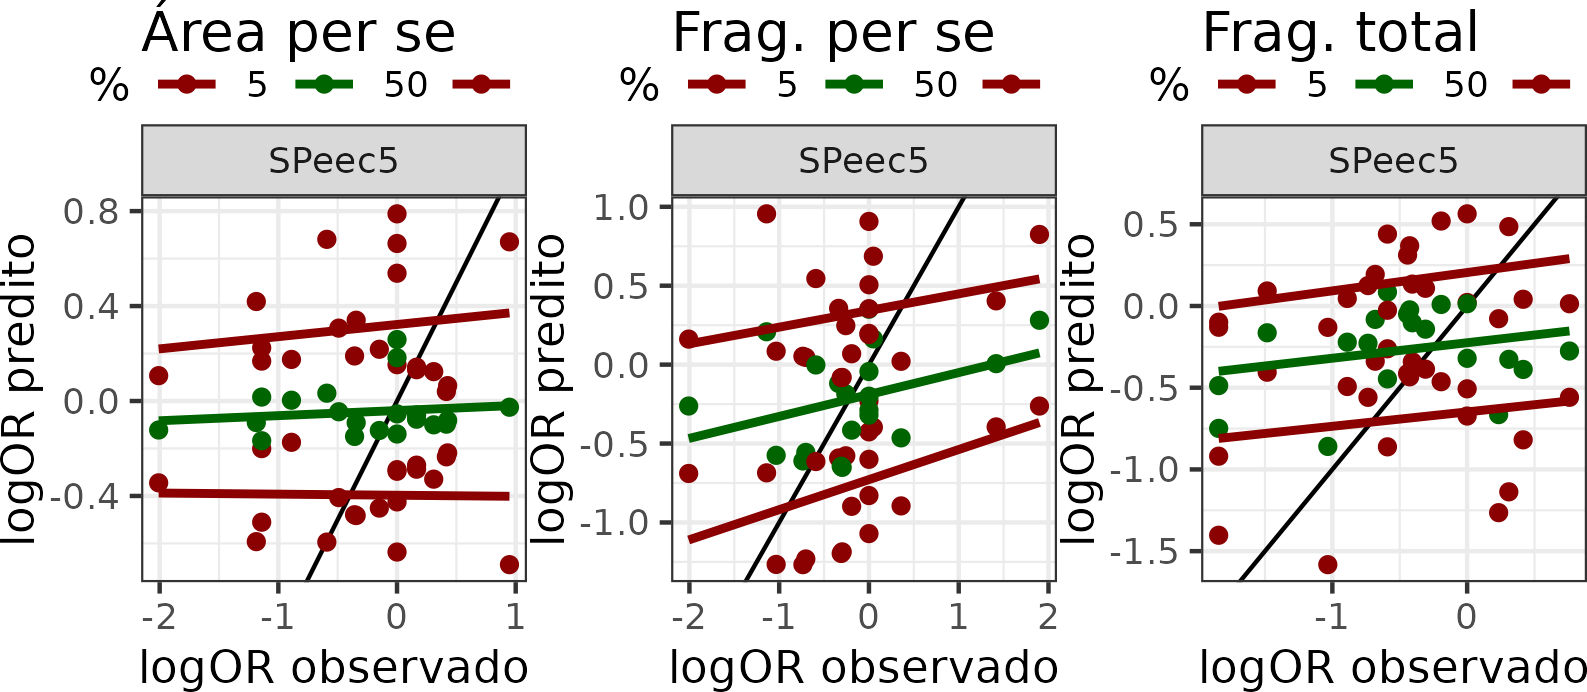 Área per se
% 5 50
SPeec5
logOR predito
0.8
0.4
0.0
-0.4
-2 -1 0 1
logOR observado
Frag. per se
% 5 50
SPeec5
logOR predito
1.0
0.5
0.0
-0.5
-1.0
-2 -1 0 1 2
logOR observado
Frag. total
% 5 50
SPeec5
logOR predito
0.5
0.0
-0.5
-1.0
-1.5
-1 0
logOR observado